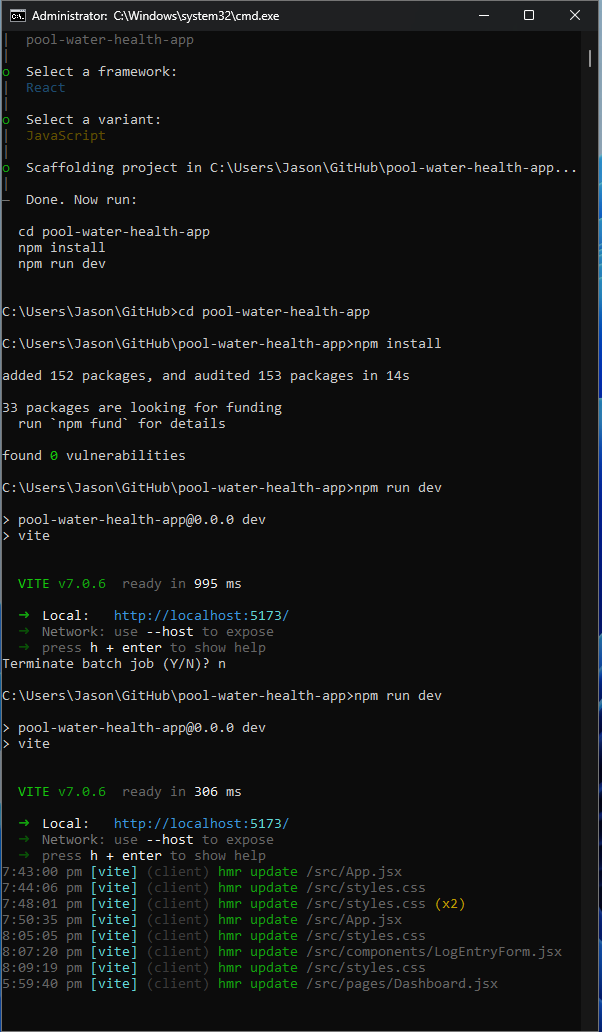 Administrator: C:\Windows\system32\cmd.exe
| pool-water-health-app
|
o Select a framework:
| React
|
o Select a variant:
| JavaScript
|
o Scaffolding project in C:\Users\Jason\GitHub\pool-water-health-app...
|
— Done. Now run:
cd pool-water-health-app
npm install
npm run dev
C:\Users\Jason\GitHub>cd pool-water-health-app
C:\Users\Jason\GitHub\pool-water-health-app>npm install
added 152 packages, and audited 153 packages in 14s
33 packages are looking for funding
run `npm fund` for details
found 0 vulnerabilities
C:\Users\Jason\GitHub\pool-water-health-app>npm run dev
> pool-water-health-app@0.0.0 dev
> vite
VITE v7.0.6 ready in 995 ms
➜ Local: http://localhost:5173/
➜ Network: use --host to expose
➜ press h + enter to show help
Terminate batch job (Y/N)? n
C:\Users\Jason\GitHub\pool-water-health-app>npm run dev
> pool-water-health-app@0.0.0 dev
> vite
VITE v7.0.6 ready in 306 ms
➜ Local: http://localhost:5173/
➜ Network: use --host to expose
➜ press h + enter to show help
7:43:00 pm [vite] (client) hmr update /src/App.jsx
7:44:06 pm [vite] (client) hmr update /src/styles.css
7:48:01 pm [vite] (client) hmr update /src/styles.css (x2)
7:50:35 pm [vite] (client) hmr update /src/App.jsx
8:05:05 pm [vite] (client) hmr update /src/styles.css
8:07:20 pm [vite] (client) hmr update /src/components/LogEntryForm.jsx
8:09:19 pm [vite] (client) hmr update /src/styles.css
5:59:40 pm [vite] (client) hmr update /src/pages/Dashboard.jsx